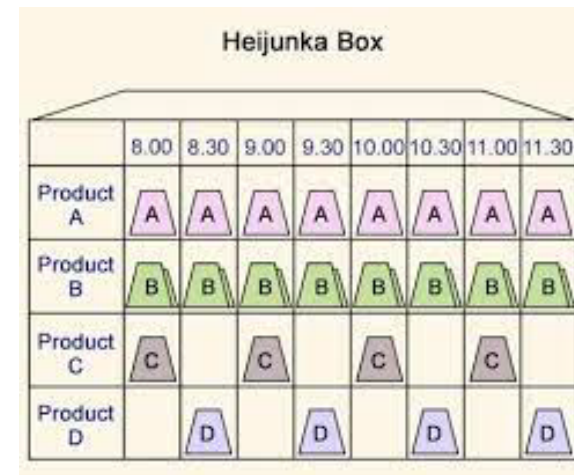 Heijunka Box
8.00 8.30 9.00 9.30 10.00 10.30 11.00 11.30
Product
A A A A A A A A A
Product
B B B B B B B B B
Product
C C C C C
Product
D D D D D